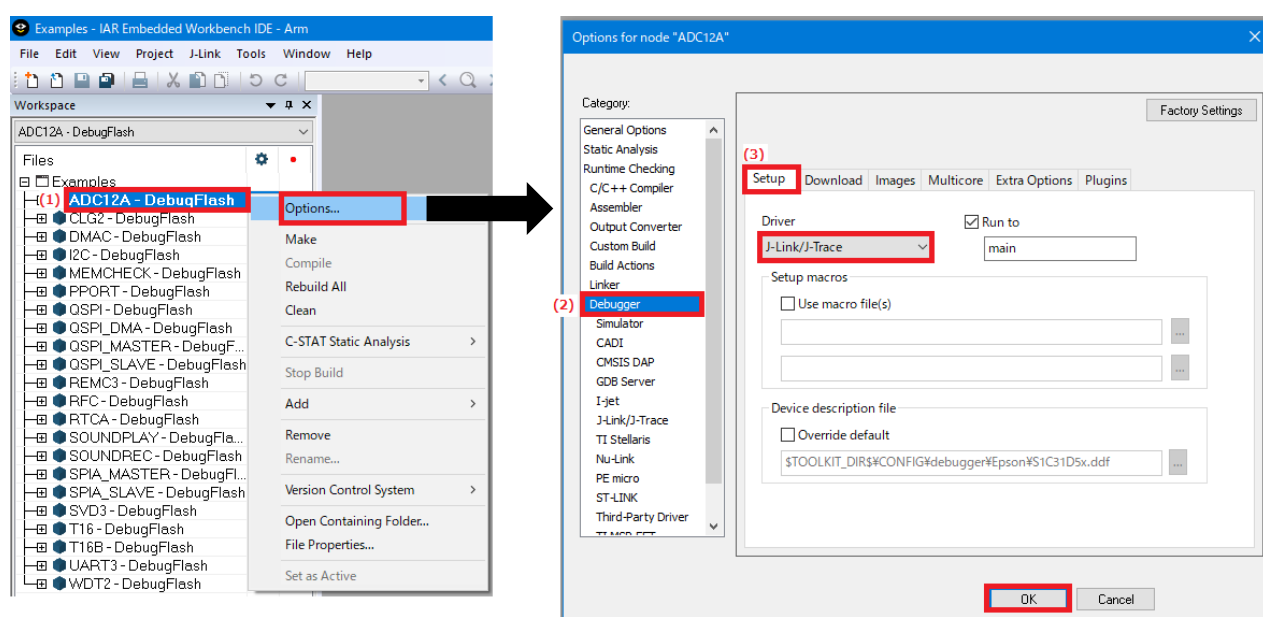 Examples - IAR Embedded Workbench IDE - Arm
File Edit View Project J-Link Tools Window Help
Workspace
ADC12A - DebugFlash
Files
Examples
(1) ADC12A - DebugFlash
CLG2 - DebugFlash
DMAC - DebugFlash
I2C - DebugFlash
MEMCHECK - DebugFlash
PPORT - DebugFlash
QSPI - DebugFlash
QSPI_DMA - DebugFlash
QSPI_MASTER - DebugF...
QSPI_SLAVE - DebugFlash
REMC3 - DebugFlash
RFC - DebugFlash
RTCA - DebugFlash
SOUNDPLAY - DebugFla...
SOUNDREC - DebugFlash
SPIA_MASTER - DebugFl...
SPIA_SLAVE - DebugFlash
SVD3 - DebugFlash
T16 - DebugFlash
T16B - DebugFlash
UART3 - DebugFlash
WDT2 - DebugFlash
Options...
Make
Compile
Rebuild All
Clean
C-STAT Static Analysis >
Stop Build
Add >
Remove
Rename...
Version Control System >
Open Containing Folder...
File Properties...
Set as Active
Options for node "ADC12A"
Category:
General Options
Static Analysis
Runtime Checking
C/C++ Compiler
Assembler
Output Converter
Custom Build
Build Actions
Linker
(2) Debugger
Simulator
CADI
CMSIS DAP
GDB Server
I-jet
J-Link/J-Trace
TI Stellaris
Nu-Link
PE micro
ST-LINK
Third-Party Driver
TI MSP-FET
Factory Settings
(3)
Setup Download Images Multicore Extra Options Plugins
Driver
Run to
J-Link/J-Trace
main
Setup macros
Use macro file(s)
...
...
Device description file
Override default
$TOOLKIT_DIR$¥CONFIG¥debugger¥Epson¥S1C31D5x.ddf
...
OK Cancel